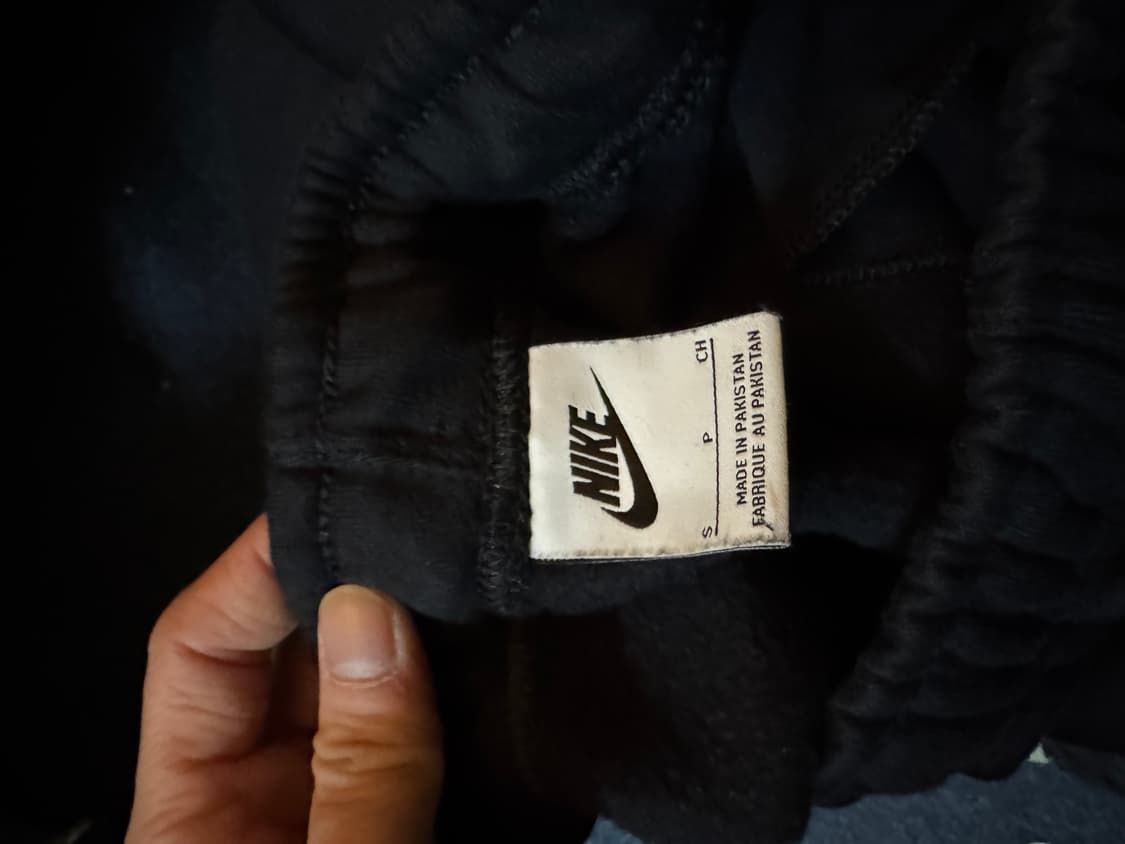 NIKE
S P CH
MADE IN PAKISTAN
FABRIQUE AU PAKISTAN